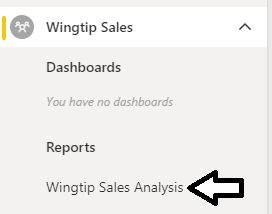 Wingtip Sales
Dashboards
You have no dashboards
Reports
Wingtip Sales Analysis